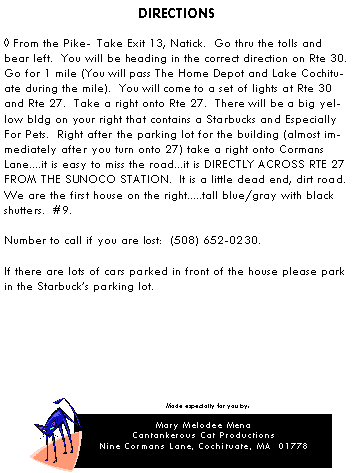 DIRECTIONS
◊ From the Pike- Take Exit 13, Natick. Go thru the tolls and
bear left. You will be heading in the correct direction on Rte 30.
Go for 1 mile (You will pass The Home Depot and Lake Cochitu-
ate during the mile). You will come to a set of lights at Rte 30
and Rte 27. Take a right onto Rte 27. There will be a big yel-
low bldg on your right that contains a Starbucks and Especially
For Pets. Right after the parking lot for the building (almost im-
mediately after you turn onto 27) take a right onto Cormans
Lane....it is easy to miss the road...it is DIRECTLY ACROSS RTE 27
FROM THE SUNOCO STATION. It is a little dead end, dirt road.
We are the first house on the right.....tall blue/gray with black
shutters. #9.
Number to call if you are lost: (508) 652-0230.
If there are lots of cars parked in front of the house please park
in the Starbuck's parking lot.
Made especially for you by:
Mary Melodee Mena
Cantankerous Cat Productions
Nine Cormans Lane, Cochituate, MA 01778